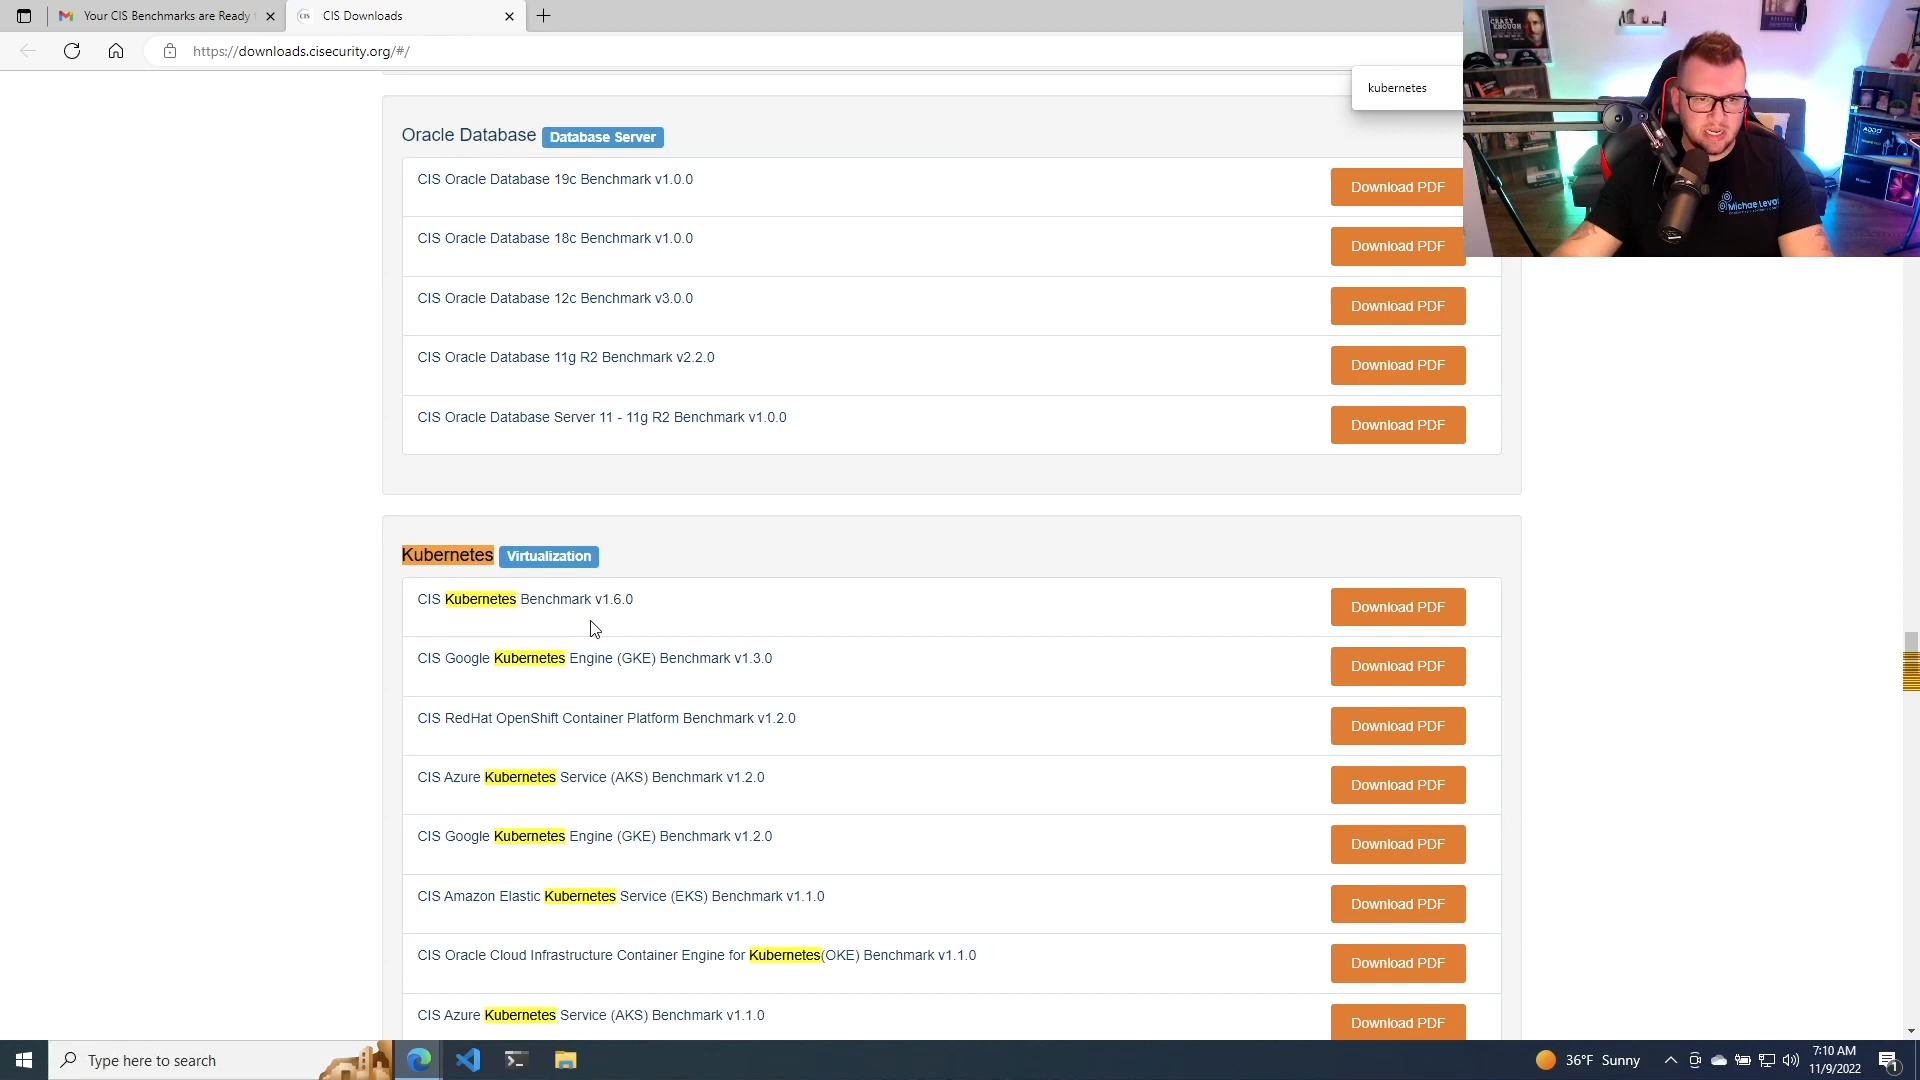 Your CIS Benchmarks are Ready
CIS Downloads
https://downloads.cisecurity.org/#/
kubernetes
Oracle Database Database Server
CIS Oracle Database 19c Benchmark v1.0.0
Download PDF
CIS Oracle Database 18c Benchmark v1.0.0
Download PDF
CIS Oracle Database 12c Benchmark v3.0.0
Download PDF
CIS Oracle Database 11g R2 Benchmark v2.2.0
Download PDF
CIS Oracle Database Server 11 - 11g R2 Benchmark v1.0.0
Download PDF
Kubernetes Virtualization
CIS Kubernetes Benchmark v1.6.0
Download PDF
CIS Google Kubernetes Engine (GKE) Benchmark v1.3.0
Download PDF
CIS RedHat OpenShift Container Platform Benchmark v1.2.0
Download PDF
CIS Azure Kubernetes Service (AKS) Benchmark v1.2.0
Download PDF
CIS Google Kubernetes Engine (GKE) Benchmark v1.2.0
Download PDF
CIS Amazon Elastic Kubernetes Service (EKS) Benchmark v1.1.0
Download PDF
CIS Oracle Cloud Infrastructure Container Engine for Kubernetes(OKE) Benchmark v1.1.0
Download PDF
CIS Azure Kubernetes Service (AKS) Benchmark v1.1.0
Download PDF
Type here to search
36°F Sunny
7:10 AM
11/9/2022
1